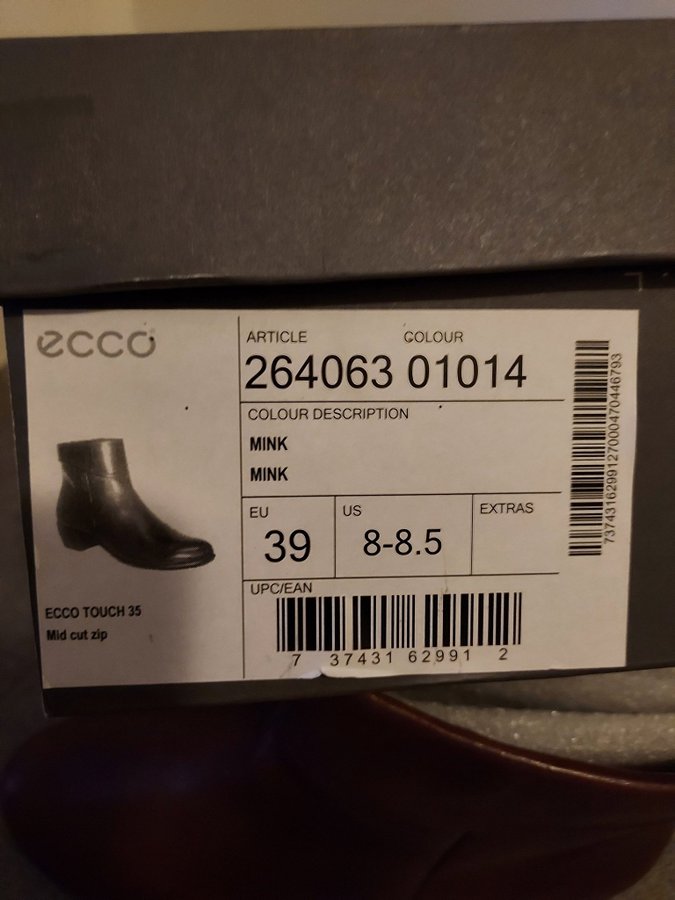 ecco
ARTICLE COLOUR
264063 01014
COLOUR DESCRIPTION
MINK
MINK
EU US EXTRAS
39 8-8.5
ECCO TOUCH 35
Mid cut zip
UPC/EAN
7 37431 62991 2
7374316299127000470446793